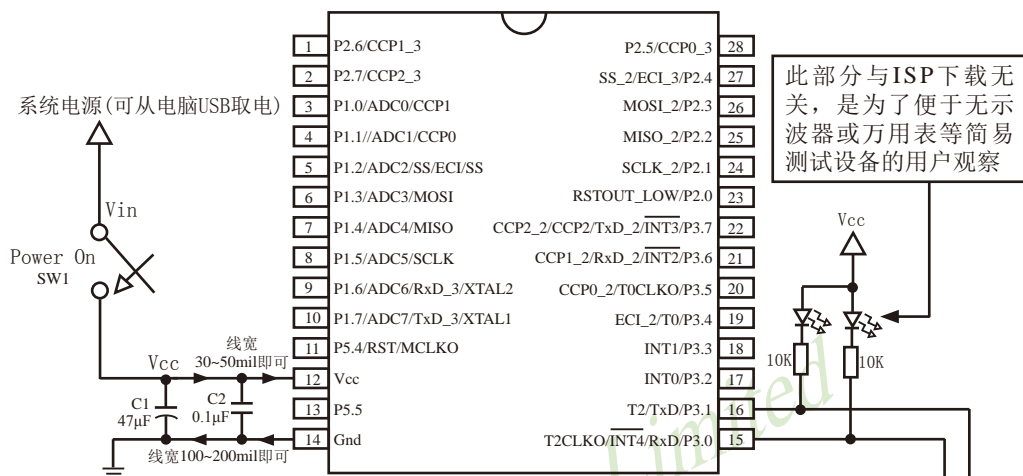 1 P2.6/CCP1_3
2 P2.7/CCP2_3
3 P1.0/ADC0/CCP1
4 P1.1//ADC1/CCP0
5 P1.2/ADC2/SS/ECI/SS
6 P1.3/ADC3/MOSI
7 P1.4/ADC4/MISO
8 P1.5/ADC5/SCLK
9 P1.6/ADC6/RxD_3/XTAL2
10 P1.7/ADC7/TxD_3/XTAL1
11 P5.4/RST/MCLKO
12 Vcc
13 P5.5
14 Gnd
P2.5/CCP0_3 28
SS_2/ECI_3/P2.4 27
MOSI_2/P2.3 26
MISO_2/P2.2 25
SCLK_2/P2.1 24
RSTOUT_LOW/P2.0 23
CCP2_2/CCP2/TxD_2/INT3/P3.7 22
CCP1_2/RxD_2/INT2/P3.6 21
CCP0_2/T0CLKO/P3.5 20
ECI_2/T0/P3.4 19
INT1/P3.3 18
INT0/P3.2 17
T2/TxD/P3.1 16
T2CLKO/INT4/RxD/P3.0 15
系统电源(可从电脑USB取电)
Vin
Power On
SW1
Vcc
线宽
30~50mil即可
C1
47μF
C2
0.1μF
线宽100~200mil即可
此部分与ISP下载无
关，是为了便于无示
波器或万用表等简易
测试设备的用户观察
Vcc
10K
10K
Limited